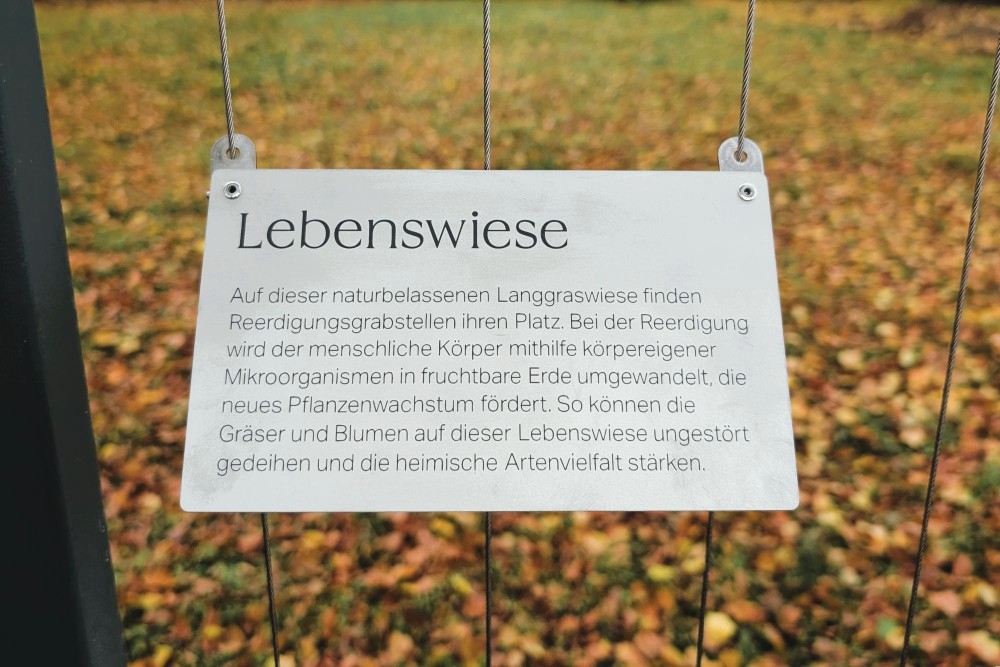 Lebenswiese
Auf dieser naturbelassenen Langgraswiese finden
Reerdigungsgrabstellen ihren Platz. Bei der Reerdigung
wird der menschliche Körper mithilfe körpereigener
Mikroorganismen in fruchtbare Erde umgewandelt, die
neues Pflanzenwachstum fördert. So können die
Gräser und Blumen auf dieser Lebenswiese ungestört
gedeihen und die heimische Artenvielfalt stärken.